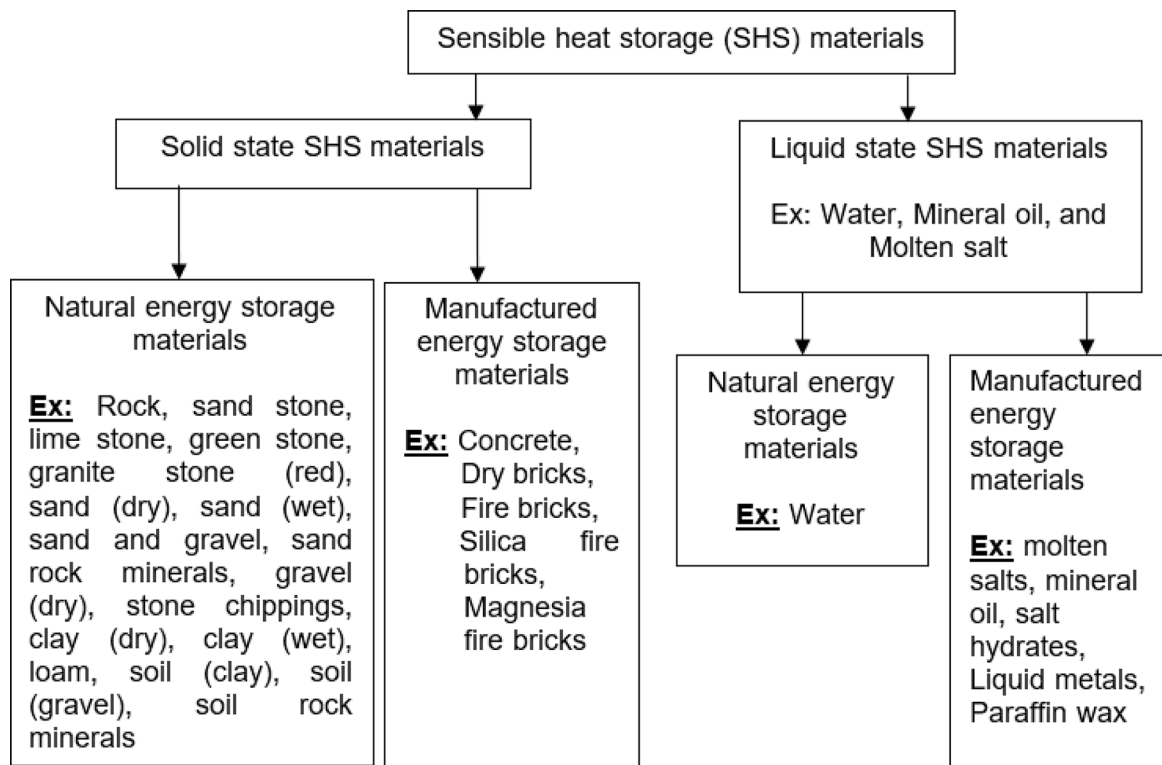 Sensible heat storage (SHS) materials
Solid state SHS materials
Liquid state SHS materials
Ex: Water, Mineral oil, and
Molten salt
Natural energy storage
materials
Ex: Rock, sand stone,
lime stone, green stone,
granite stone (red),
sand (dry), sand (wet),
sand and gravel, sand
rock minerals, gravel
(dry), stone chippings,
clay (dry), clay (wet),
loam, soil (clay), soil
(gravel), soil rock
minerals
Manufactured
energy storage
materials
Ex: Concrete,
Dry bricks,
Fire bricks,
Silica fire
bricks,
Magnesia
fire bricks
Natural energy
storage
materials
Ex: Water
Manufactured
energy
storage
materials
Ex: molten
salts, mineral
oil, salt
hydrates,
Liquid metals,
Paraffin wax